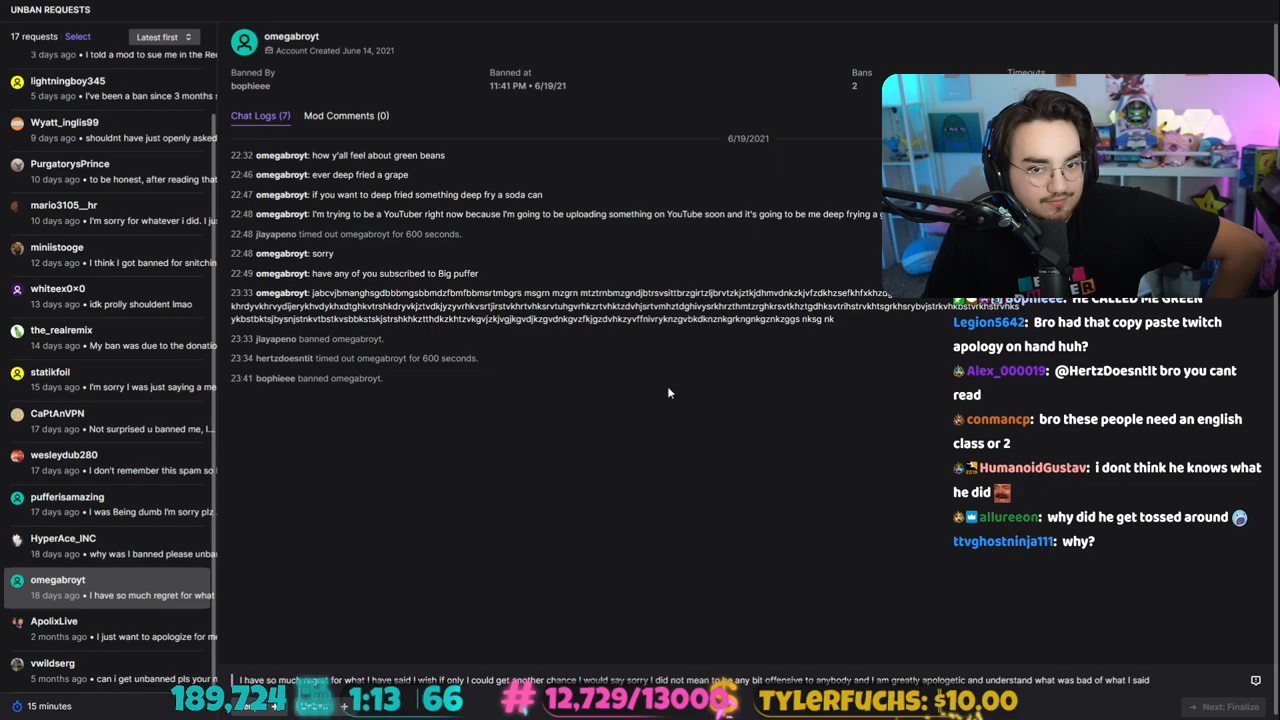 UNBAN REQUESTS
17 requests Select Latest first
3 days ago • I told a mod to sue me in the Re
lightningboy345
5 days ago • I've been a ban since 3 months s
Wyatt_inglis99
9 days ago • shouldnt have just openly asked
PurgatorysPrince
10 days ago • to be honest, after reading that
mario3105__hr
10 days ago • I'm sorry for whatever i did. I jus
miniistooge
12 days ago • I think I got banned for snitchin
whiteex0x0
13 days ago • idk prolly shouldent lmao
the_realremix
14 days ago • My ban was due to the donatio
statikfoil
15 days ago • I'm sorry I was just saying a me
CaPtAnVPN
17 days ago • Not surprised u banned me, I...
wesleydub280
17 days ago • I don't remember this spam so
pufferisamazing
17 days ago • I was Being dumb I'm sorry plz
HyperAce_INC
18 days ago • why was I banned please unba
omegabroyt
18 days ago • I have so much regret for what
ApolixLive
2 months ago • I just want to apologize for m
vwildserg
5 months ago • can i get unbanned pls your
15 minutes
omegabroyt
Account Created June 14, 2021
Banned By Banned at Bans Timeouts
bophieee 11:41 PM • 6/19/21 2
Chat Logs (7) Mod Comments (0)
6/19/2021
22:32 omegabroyt: how y'all feel about green beans
22:46 omegabroyt: ever deep fried a grape
22:47 omegabroyt: if you want to deep fried something deep fry a soda can
22:48 omegabroyt: I'm trying to be a YouTuber right now because I'm going to be uploading something on YouTube soon and it's going to be me deep frying a g
22:48 jlayapeno timed out omegabroyt for 600 seconds.
22:48 omegabroyt: sorry
22:49 omegabroyt: have any of you subscribed to Big puffer
23:33 omegabroyt:
23:33 jlayapeno banned omegabroyt.
23:34 hertzdoesntit timed out omegabroyt for 600 seconds.
23:41 bophieee banned omegabroyt.
Bophieee: HE CALLED ME GREEN
Legion5642: Bro had that copy paste twitch
apology on hand huh?
Alex_000019: @HertzDoesntIt bro you cant
read
conmancp: bro these people need an english
class or 2
HumanoidGustav: i dont think he knows what
he did
allureeon: why did he get tossed around
ttvghostninja111: why?
I have so much regret for what I have said I wish if only I could get another chance I would say sorry I did not mean to be any bit offensive to anybody and I am greatly apologetic and understand what was bad of what I said
189,724 1:13 66 # 12,729/13000 TYLERFUCHS: $10.00
Next: Finalize